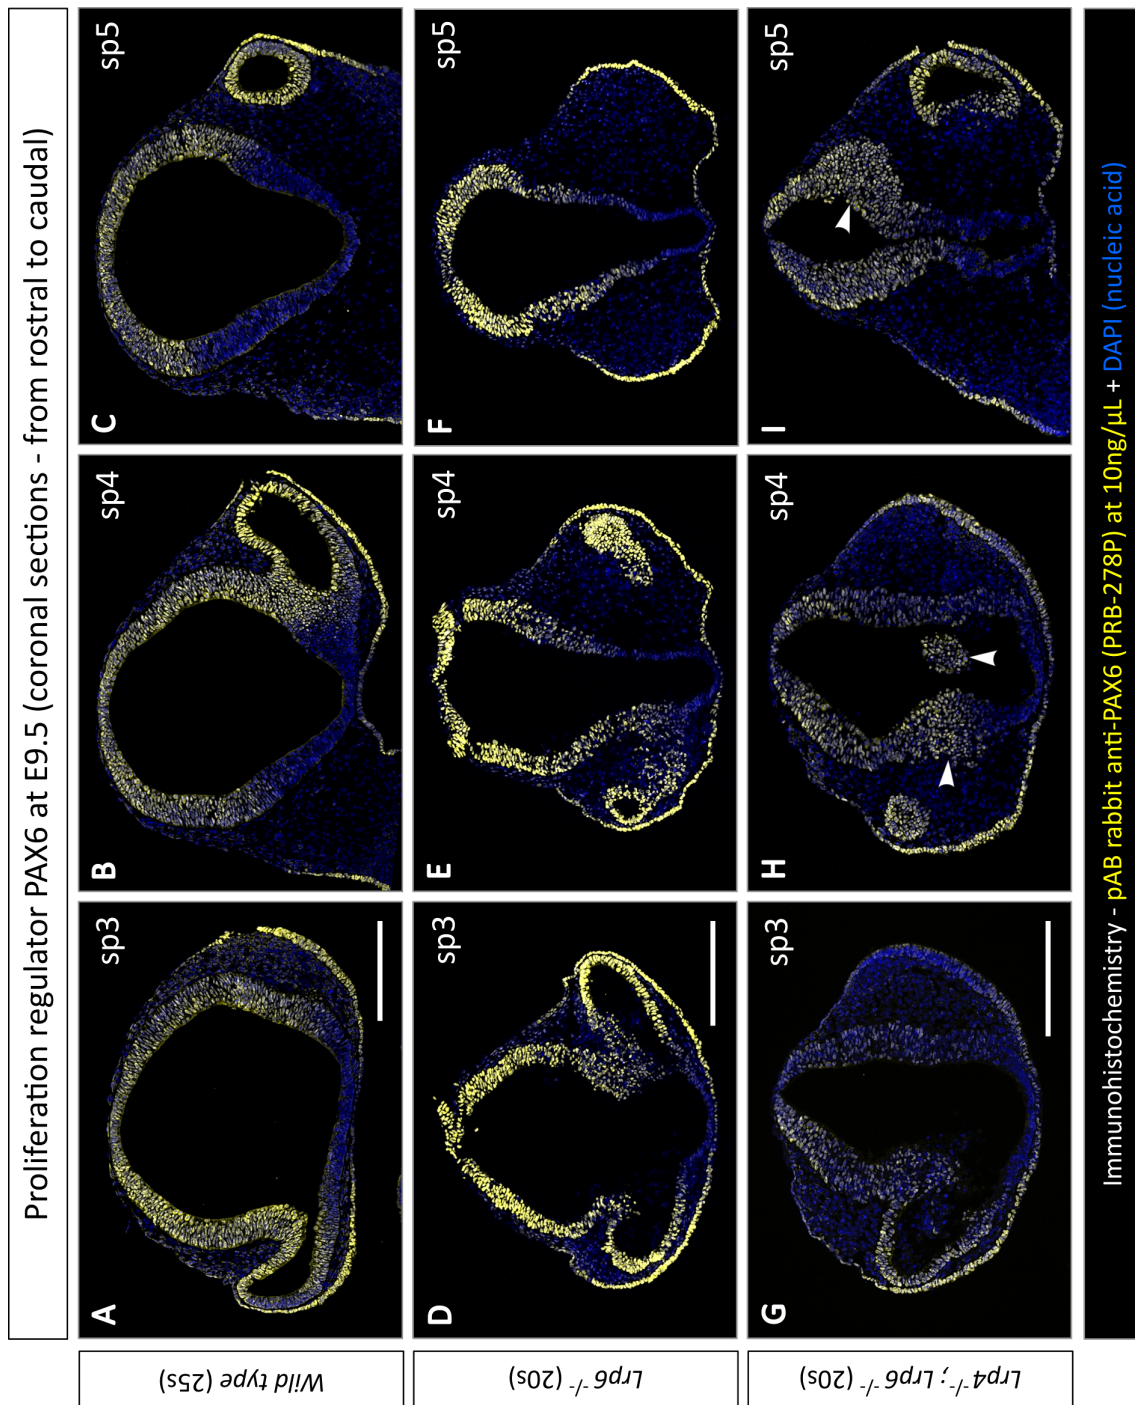 Proliferation regulator PAX6 at E9.5 (coronal sections - from rostral to caudal)
Wild type (25s)
A
sp3
B
sp4
C
sp5
Lrp6-/- (20s)
D
sp3
E
sp4
F
sp5
Lrp4-/-; Lrp6-/- (20s)
G
sp3
H
sp4
I
sp5
Immunohistochemistry - pAB rabbit anti-PAX6 (PRB-278P) at 10ng/µL + DAPI (nucleic acid)